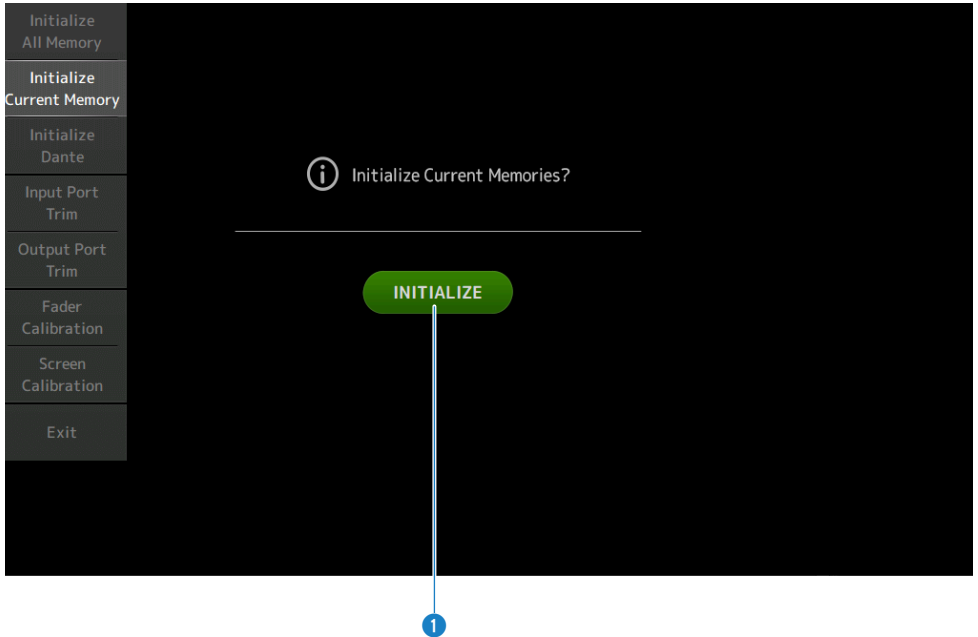 Initialize
All Memory
Initialize
Current Memory
Initialize
Dante
Input Port
Trim
Output Port
Trim
Fader
Calibration
Screen
Calibration
Exit
Initialize Current Memories?
INITIALIZE
1